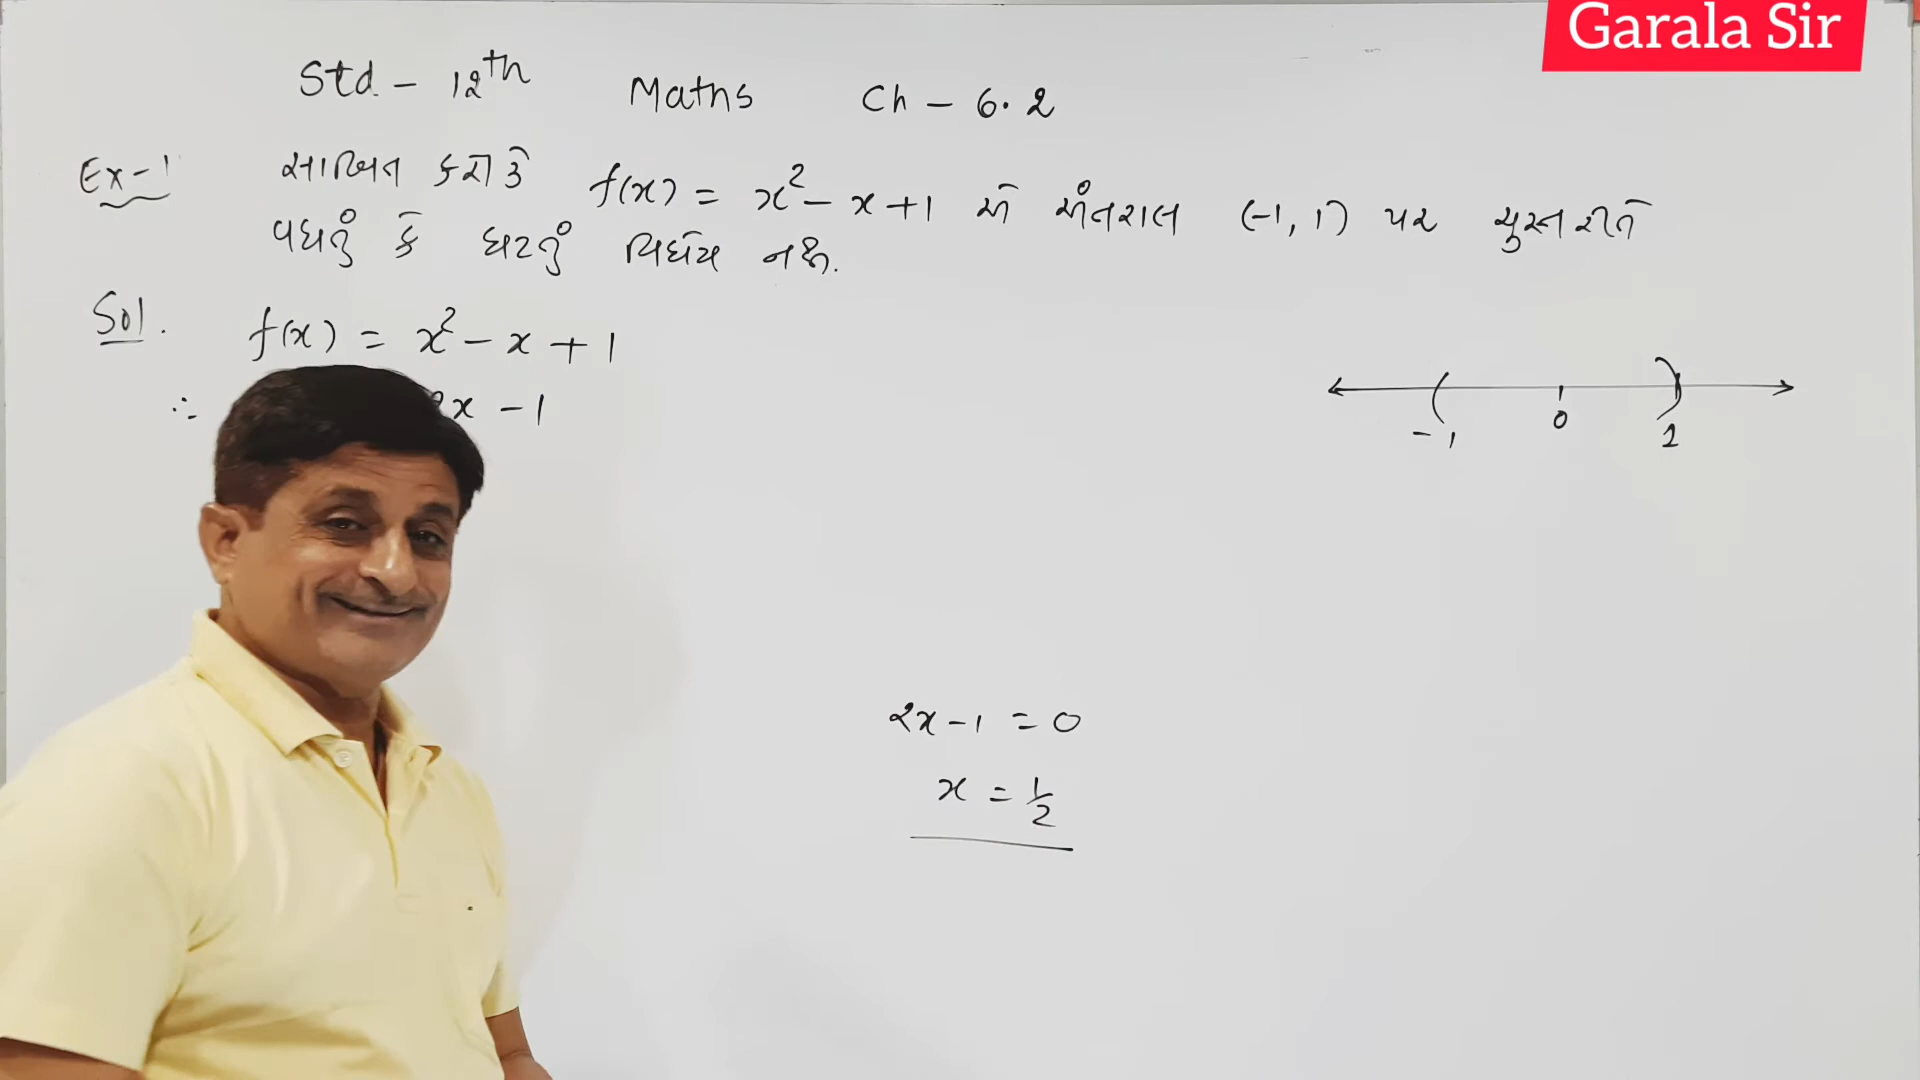 Garala Sir
Std - 12th Maths Ch - 6.2
Ex-1 સાબિત કરો કે f(x) = x² - x + 1 એ અંતરાલ (-1, 1) પર ચુસ્ત રીતે
વધતું કે ઘટતું વિધેય નથી.
Sol. f(x) = x² - x + 1
∴ 2x - 1
-1 0 1
2x - 1 = 0
x = 1/2